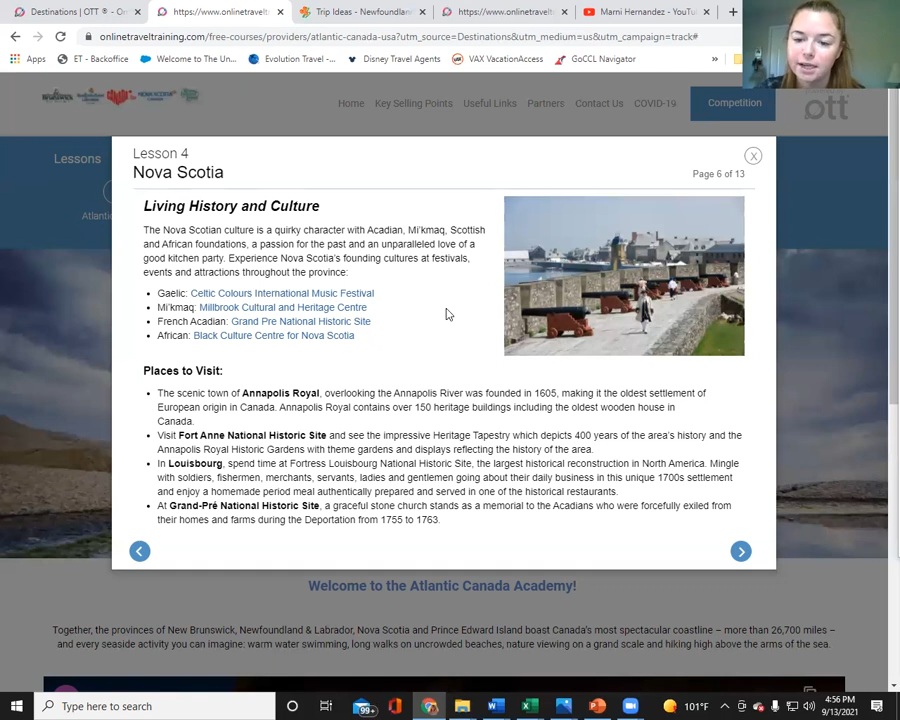 Destinations | OTT ® - On
https://www.onlinetravelt
Trip Ideas - Newfoundlan
https://www.onlinetravelt
Marni Hernandez - YouTu
onlinetraveltraining.com/free-courses/providers/atlantic-canada-usa?utm_source=Destinations&utm_medium=us&utm_campaign=track#
Apps
ET - Backoffice
Welcome to The Un...
Evolution Travel -...
Disney Travel Agents
VAX VacationAccess
GoCCL Navigator
»
Home
Key Selling Points
Useful Links
Partners
Contact Us
COVID-19
Competition
ott
Lessons
Atlantic
Lesson 4
Nova Scotia
X
Page 6 of 13
Living History and Culture
The Nova Scotian culture is a quirky character with Acadian, Mi'kmaq, Scottish
and African foundations, a passion for the past and an unparalleled love of a
good kitchen party. Experience Nova Scotia's founding cultures at festivals,
events and attractions throughout the province:
• Gaelic: Celtic Colours International Music Festival
• Mi'kmaq: Millbrook Cultural and Heritage Centre
• French Acadian: Grand Pre National Historic Site
• African: Black Culture Centre for Nova Scotia
Places to Visit:
• The scenic town of Annapolis Royal, overlooking the Annapolis River was founded in 1605, making it the oldest settlement of
European origin in Canada. Annapolis Royal contains over 150 heritage buildings including the oldest wooden house in
Canada.
• Visit Fort Anne National Historic Site and see the impressive Heritage Tapestry which depicts 400 years of the area's history and the
Annapolis Royal Historic Gardens with theme gardens and displays reflecting the history of the area.
• In Louisbourg, spend time at Fortress Louisbourg National Historic Site, the largest historical reconstruction in North America. Mingle
with soldiers, fishermen, merchants, servants, ladies and gentlemen going about their daily business in this unique 1700s settlement
and enjoy a homemade period meal authentically prepared and served in one of the historical restaurants.
• At Grand-Pré National Historic Site, a graceful stone church stands as a memorial to the Acadians who were forcefully exiled from
their homes and farms during the Deportation from 1755 to 1763.
Welcome to the Atlantic Canada Academy!
Together, the provinces of New Brunswick, Newfoundland & Labrador, Nova Scotia and Prince Edward Island boast Canada's most spectacular coastline – more than 26,700 miles –
and every seaside activity you can imagine: warm water swimming, long walks on uncrowded beaches, nature viewing on a grand scale and hiking high above the arms of the sea.
Type here to search
99+
101°F
4:56 PM
9/13/2021